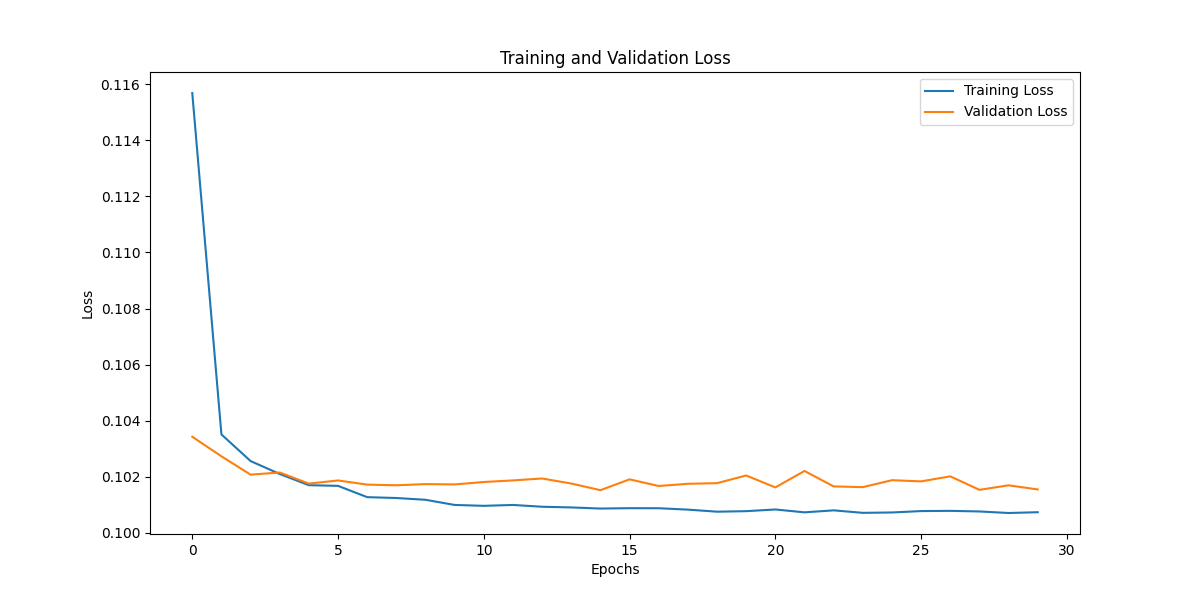 Training and Validation Loss
Training Loss
Validation Loss
0.116
0.114
0.112
0.110
0.108
0.106
0.104
0.102
0.100
Loss
0 5 10 15 20 25 30
Epochs